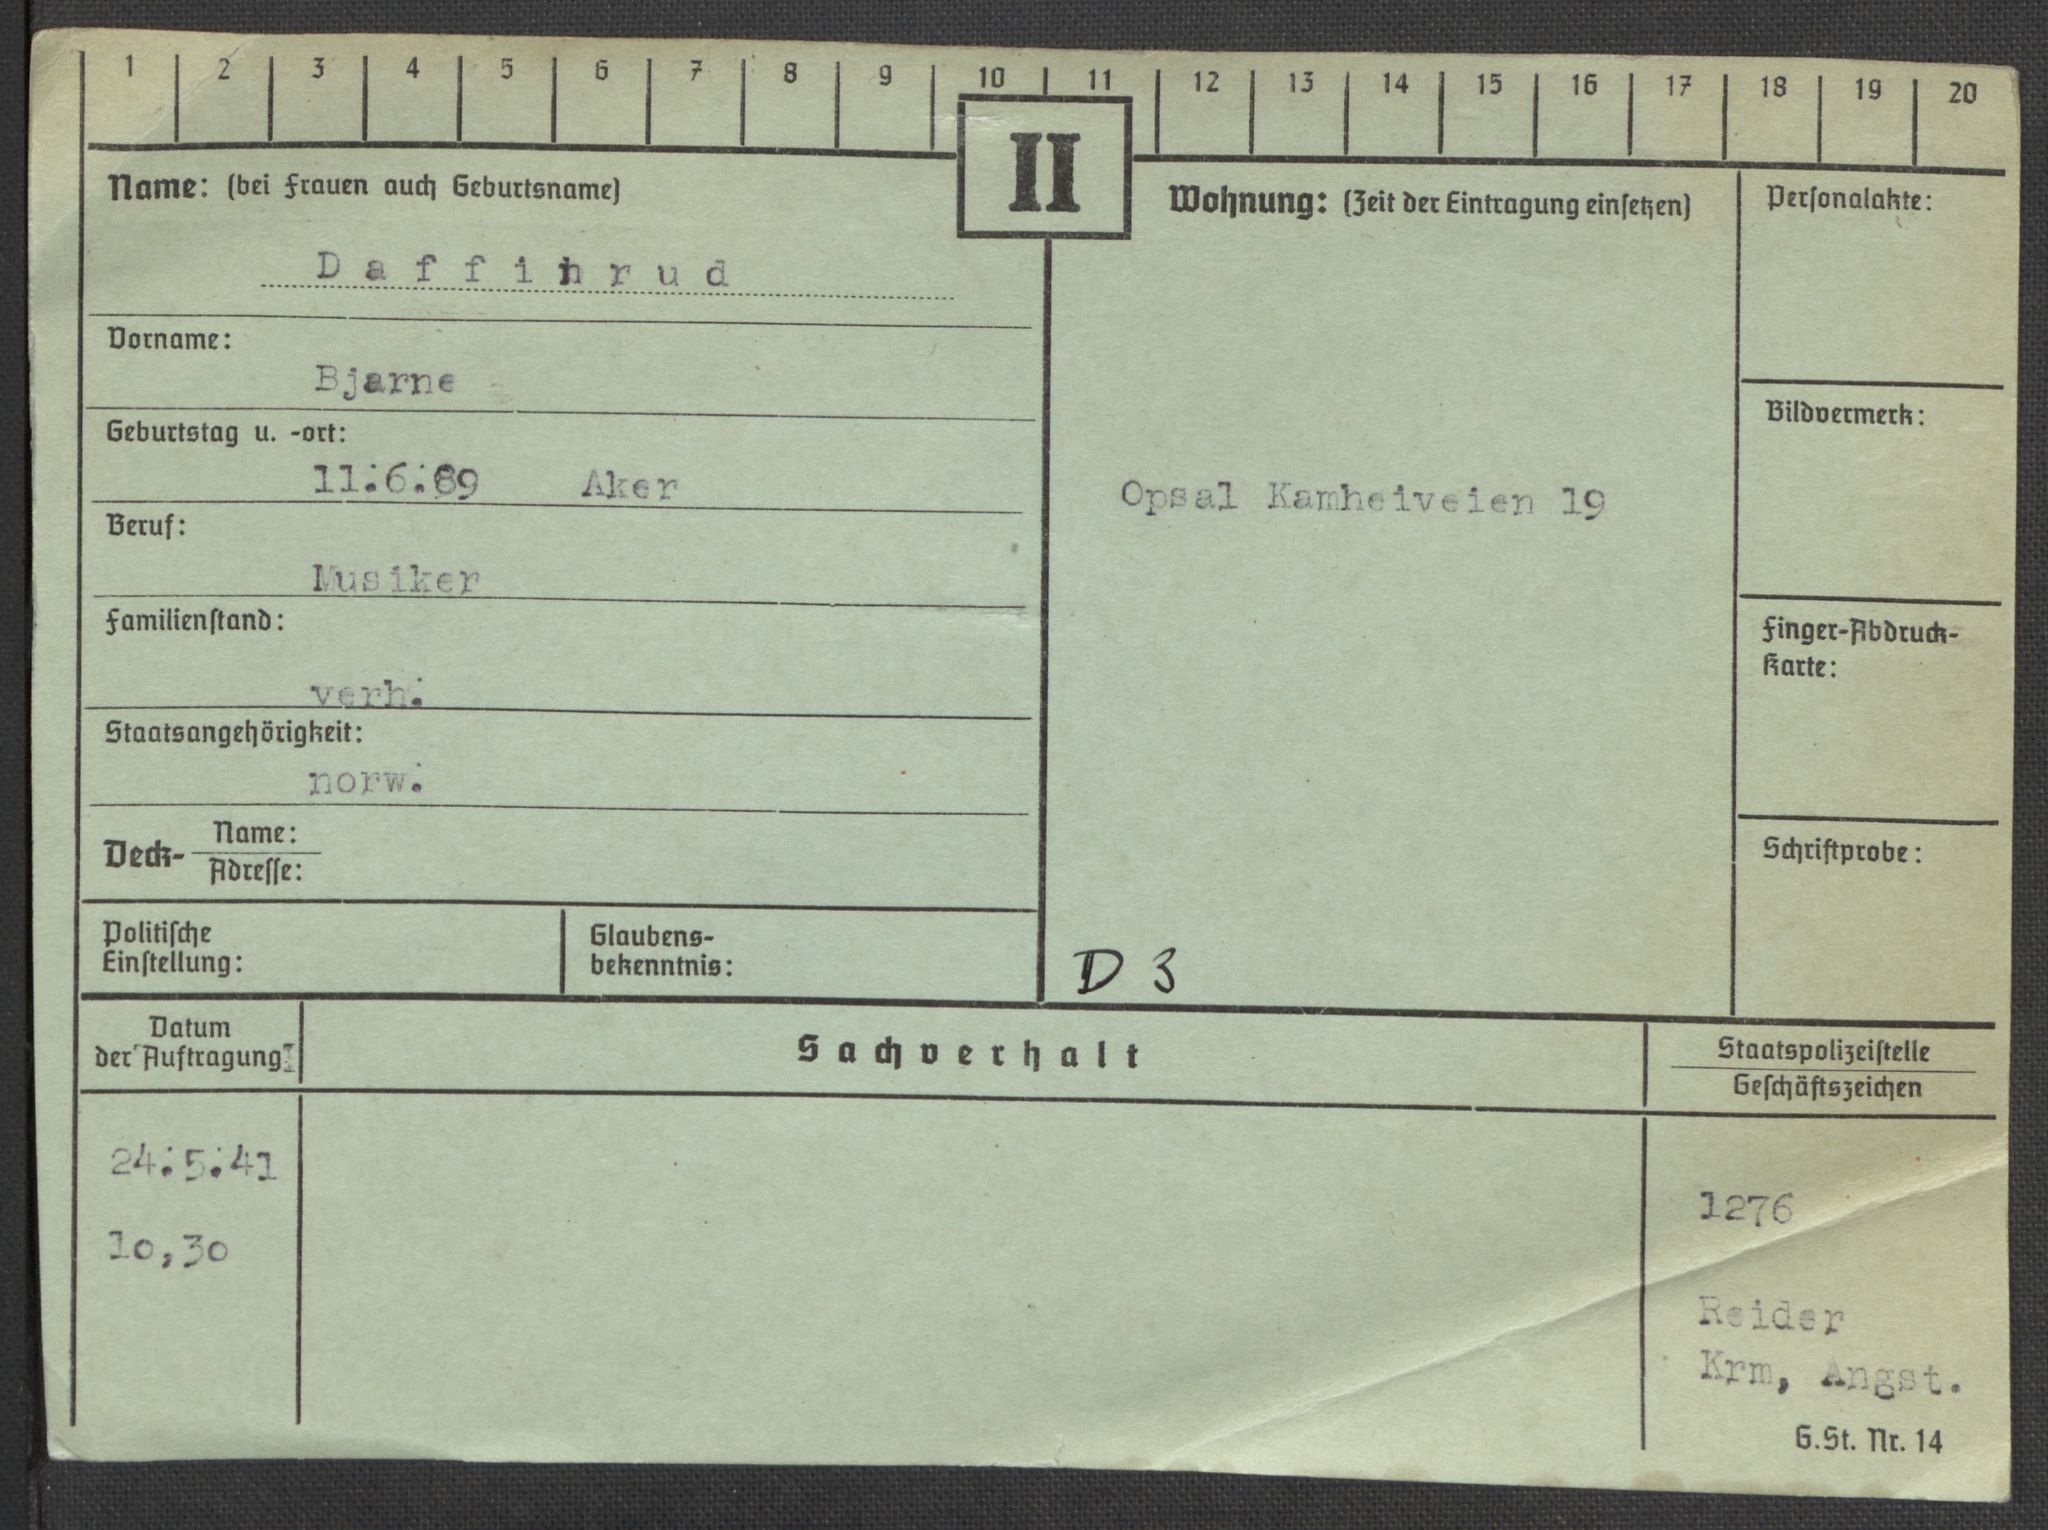 1 2 3 4 5 6 7 8 9 10 11 12 13 14 15 16 17 18 19 20
II
Name: (bei Frauen auch Geburtsname)
Daffinrud
Vorname:
Bjarne
Geburtstag u. -ort:
11.6.89 Aker
Beruf:
Musiker
Familienstand:
verh.
Staatsangehörigkeit:
norw.
Deck- Name:
Adresse:
Politische
Einstellung:
Glaubens-
bekenntnis:
Wohnung: (Zeit der Eintragung einsetzen)
Opsal Kamheiveien 19
D 3
Personalakte:
Bildvermerk:
Finger-Abdruck-
Karte:
Schriftprobe:
Datum
der Auftragung
Sachverhalt
Staatspolizeistelle
Geschäftszeichen
24.5.41
10,30
1276
Reider
Krm, Angst.
G.St. Nr. 14